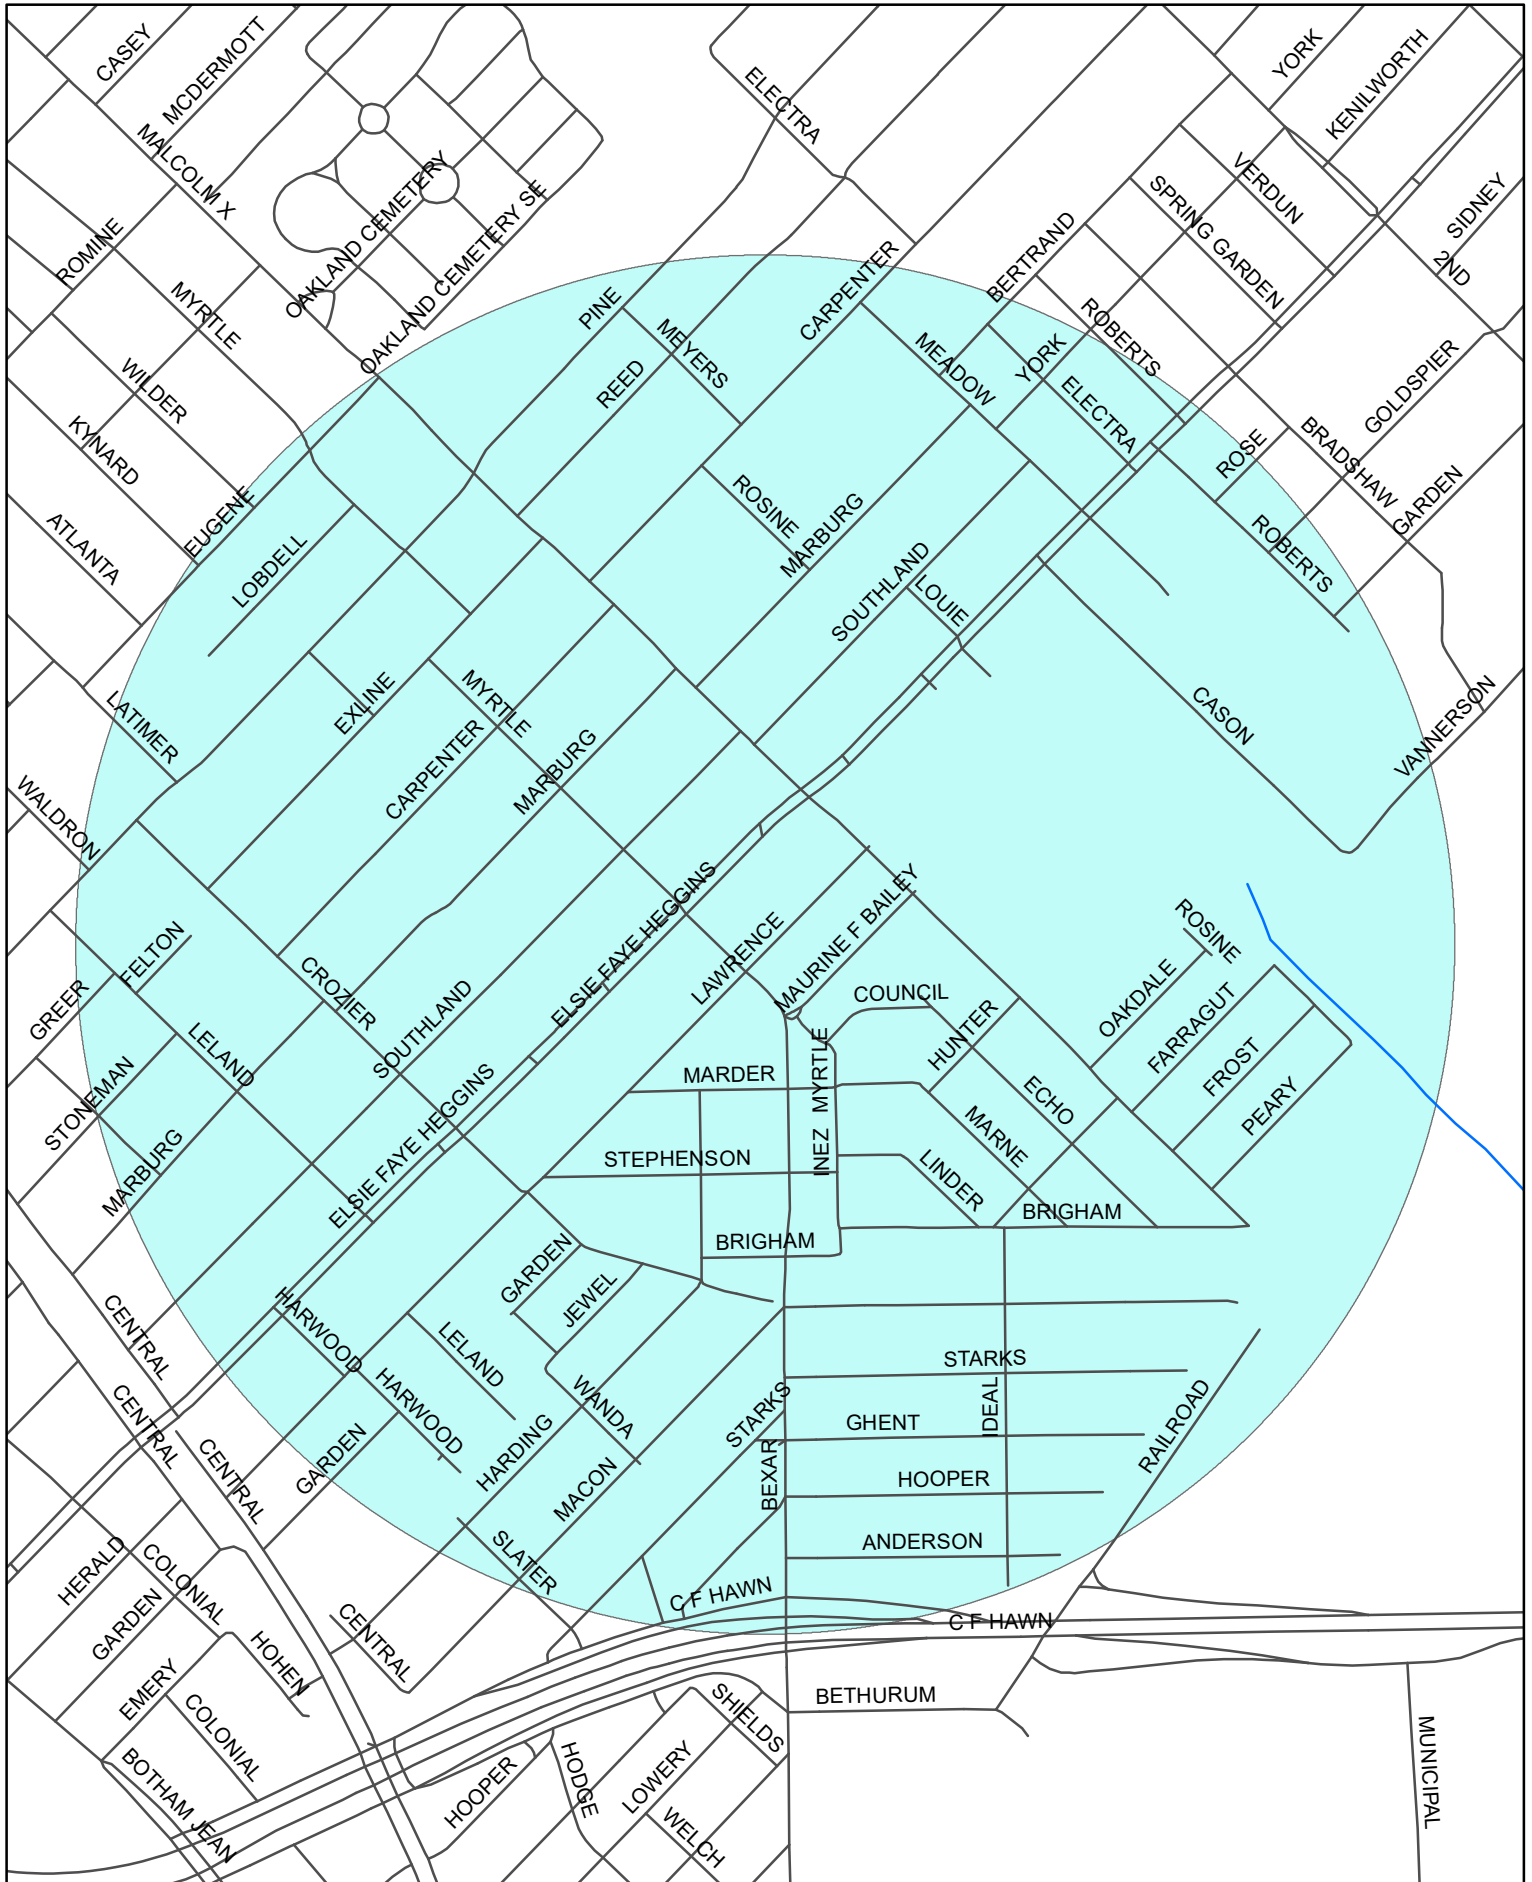 CASEY
MCDERMOTT
MALCOLM X
ELECTRA
YORK
KENILWORTH
VERDUN
SPRING GARDEN
SIDNEY
2ND
OAKLAND CEMETERY
OAKLAND CEMETERY SE
ROMINE
MYRTLE
BERTRAND
CARPENTER
PINE
MEYERS
REED
ROBERTS
YORK
MEADOW
ELECTRA
GOLDSPIER
WILDER
KYNARD
ROSE
BRADSHAW
GARDEN
EUGENE
ATLANTA
LOBDELL
ROSINE
MARBURG
SOUTHLAND
LOUIE
ROBERTS
LATIMER
EXLINE
MYRTLE
CARPENTER
MARBURG
CASON
VANNERSON
WALDRON
FELTON
GREER
CROZIER
SOUTHLAND
ELSIE FAYE HEGGINS
LAWRENCE
MAURINE F BAILEY
COUNCIL
HUNTER
ROSINE
OAKDALE
FARRAGUT
FROST
PEARY
LELAND
STONEMAN
MARBURG
MARDER
INEZ
MYRTLE
ECHO
MARNE
LINDER
STEPHENSON
ELSIE FAYE HEGGINS
BRIGHAM
BRIGHAM
GARDEN
JEWEL
HARWOOD
CENTRAL
LELAND
HARWOOD
WANDA
STARKS
STARKS
IDEAL
GHENT
RAILROAD
CENTRAL
CENTRAL
GARDEN
HARDING
MACON
BEXAR
HOOPER
ANDERSON
SLATER
HERALD
COLONIAL
GARDEN
C F HAWN
C F HAWN
CENTRAL
HOHEN
EMERY
COLONIAL
BETHURUM
SHIELDS
MUNICIPAL
BOTHAM JEAN
HOOPER
HODGE
LOWERY
WELCH